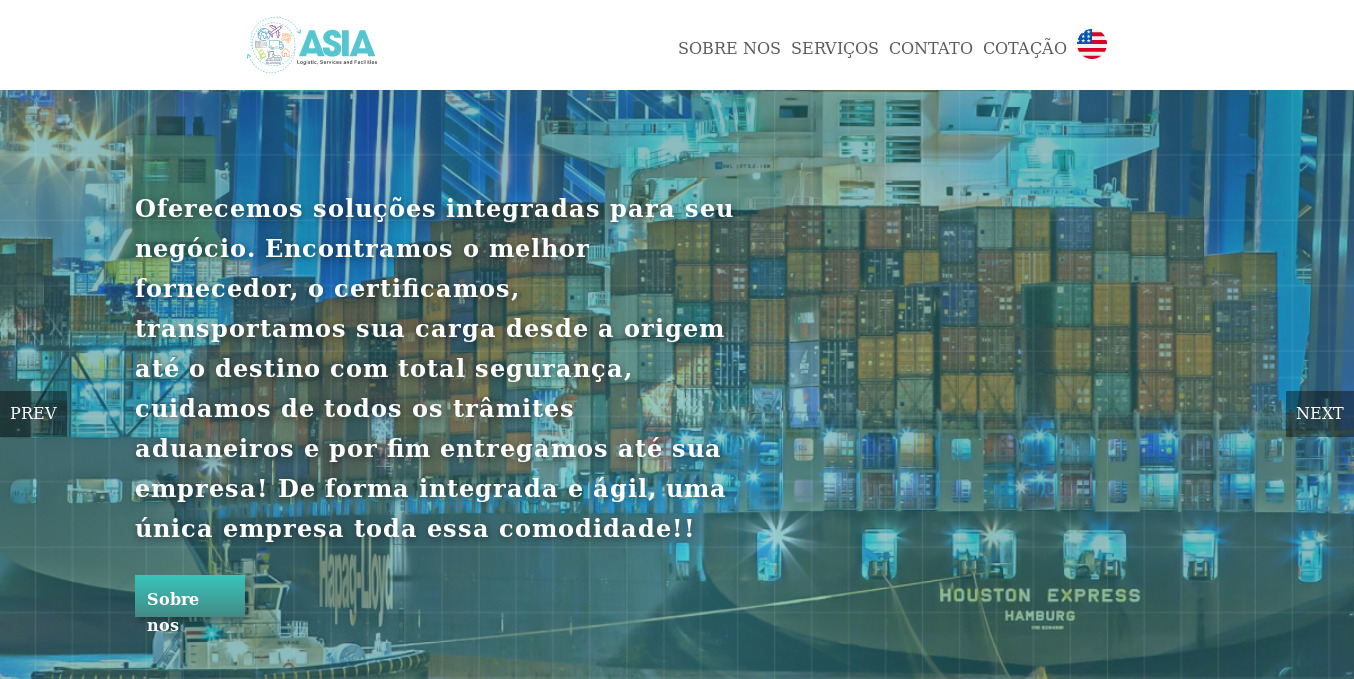 ASIA
Logistic, Services and Facilities
SOBRE NOS SERVIÇOS CONTATO COTAÇÃO
Oferecemos soluções integradas para seu
negócio. Encontramos o melhor
fornecedor, o certificamos,
transportamos sua carga desde a origem
até o destino com total segurança,
cuidamos de todos os trâmites
aduaneiros e por fim entregamos até sua
empresa! De forma integrada e ágil, uma
única empresa toda essa comodidade!!
PREV
NEXT
Sobre
nos
Hapag-Lloyd
HOUSTON EXPRESS
HAMBURG